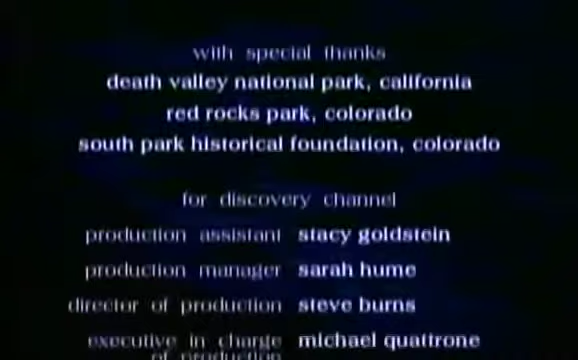 with special thanks
death valley national park, california
red rocks park, colorado
south park historical foundation, colorado
for discovery channel
production assistant stacy goldstein
production manager sarah hume
director of production steve burns
executive in charge michael quattrone
of production